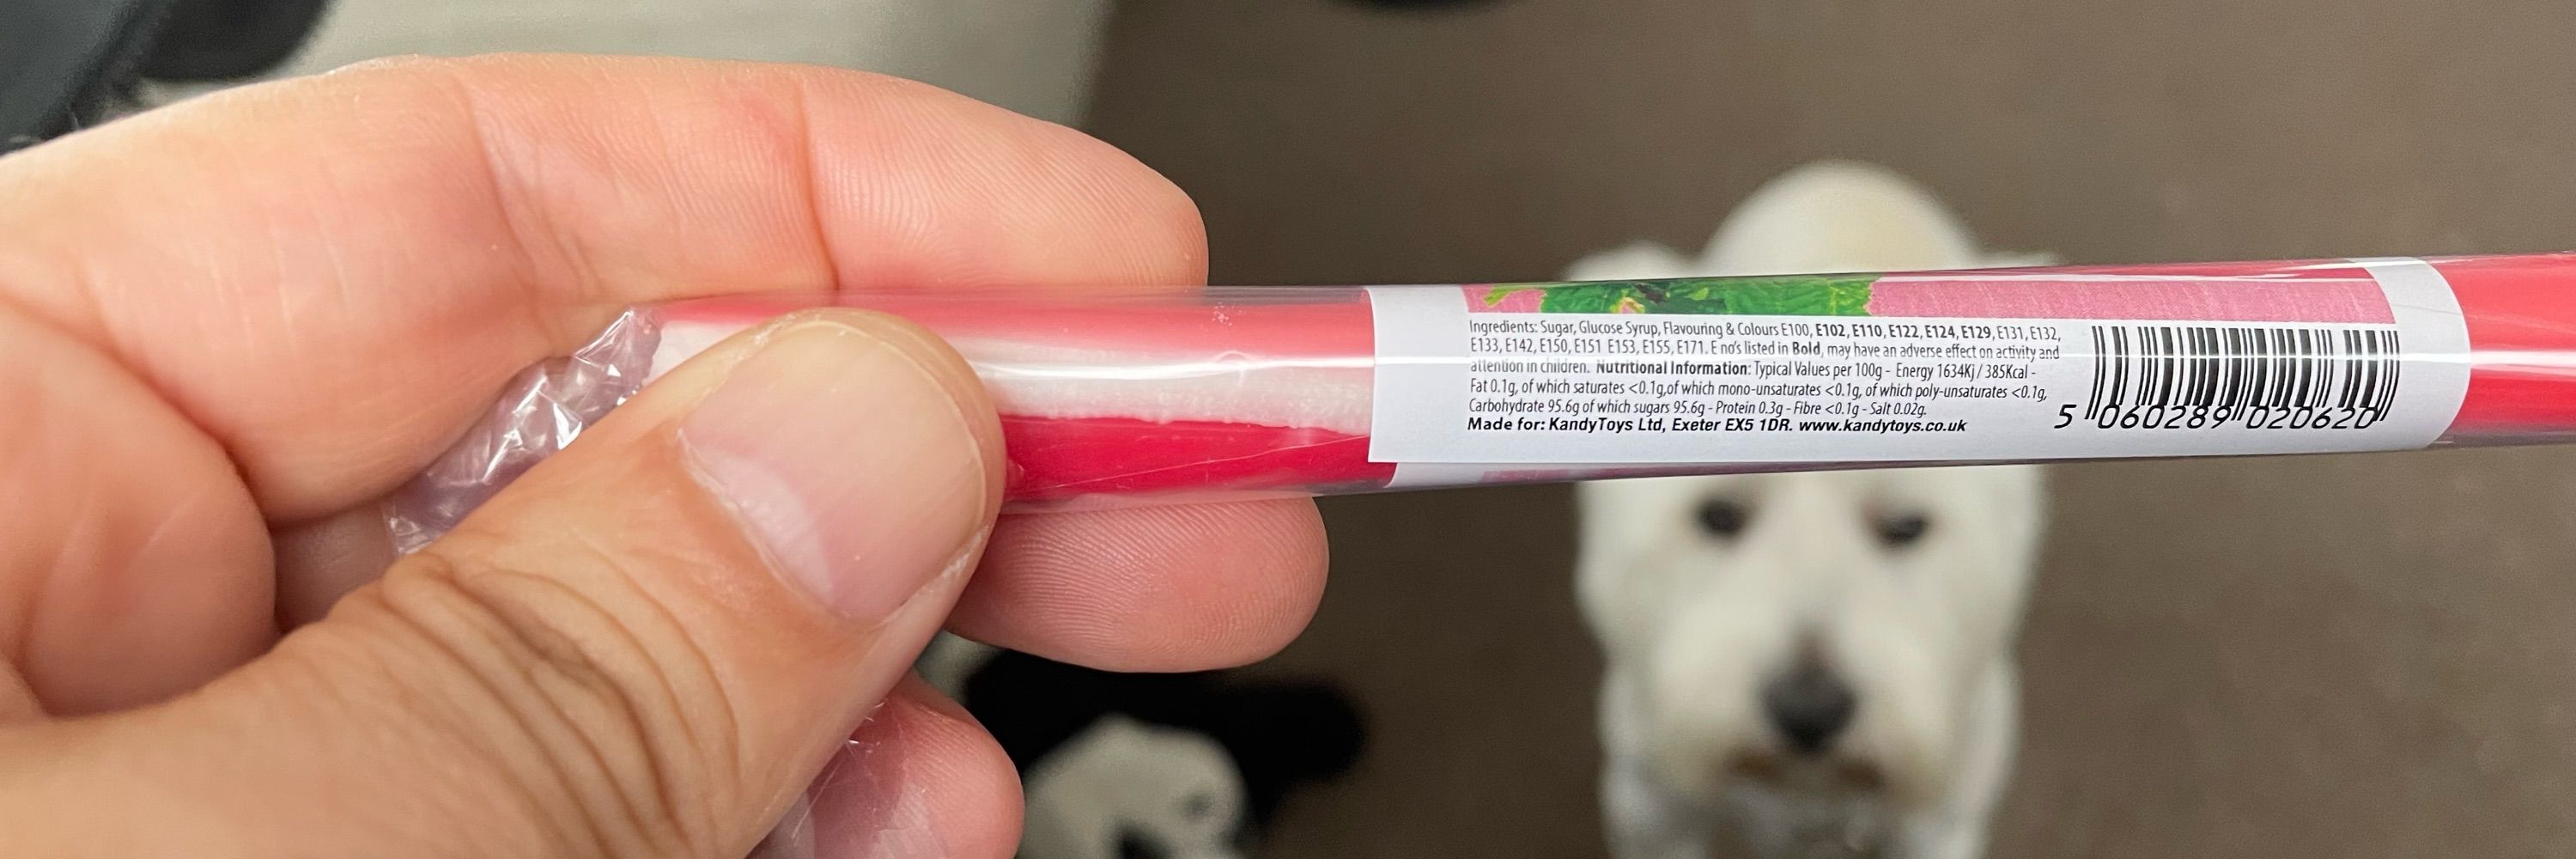 Ingredients: Sugar, Glucose Syrup, Flavouring & Colours E100, E102, E110, E122, E124, E129, E131, E132,
E133, E142, E150, E151 E153, E155, E171. E no's listed in Bold, may have an adverse effect on activity and
attention in children. Nutritional Information: Typical Values per 100g - Energy 1634Kj / 385Kcal -
Fat 0.1g, of which saturates <0.1g,of which mono-unsaturates <0.1g, of which poly-unsaturates <0.1g,
Carbohydrate 95.6g of which sugars 95.6g - Protein 0.3g - Fibre <0.1g - Salt 0.02g.
Made for: KandyToys Ltd, Exeter EX5 1DR. www.kandytoys.co.uk
5 060289 020620